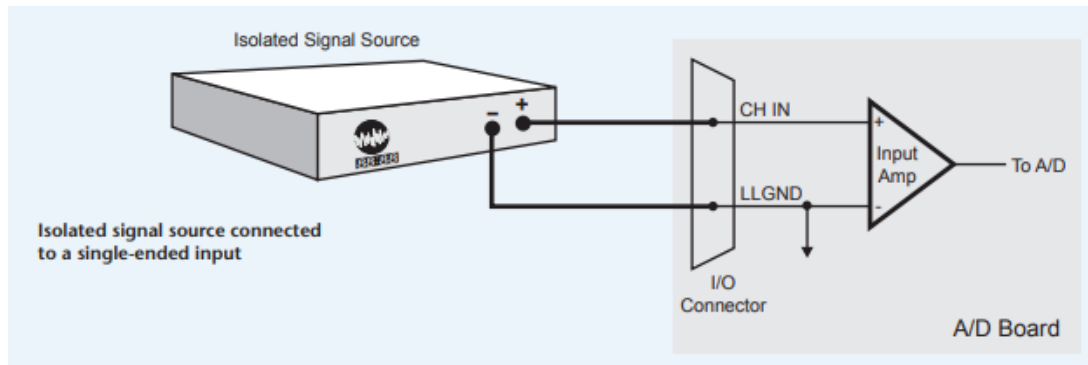 Isolated Signal Source
− +
CH IN
+
Input
Amp
To A/D
LLGND
-
Isolated signal source connected
to a single-ended input
I/O
Connector
A/D Board